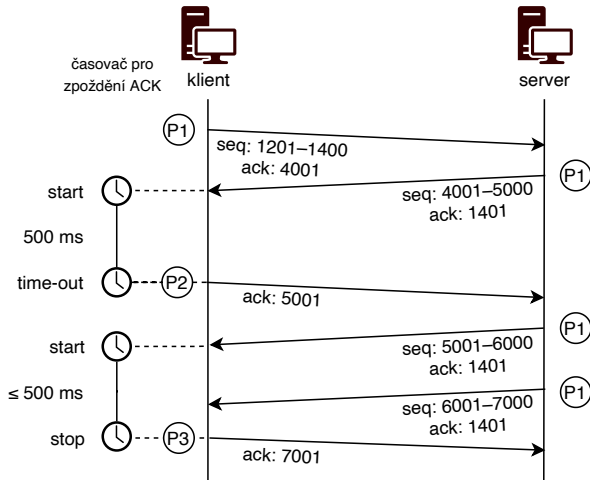 časovač pro
zpoždění ACK
klient
server
P1
seq: 1201–1400
ack: 4001
P1
start
seq: 4001–5000
ack: 1401
500 ms
time-out
P2
ack: 5001
P1
start
seq: 5001–6000
ack: 1401
≤ 500 ms
P1
seq: 6001–7000
ack: 1401
stop
P3
ack: 7001